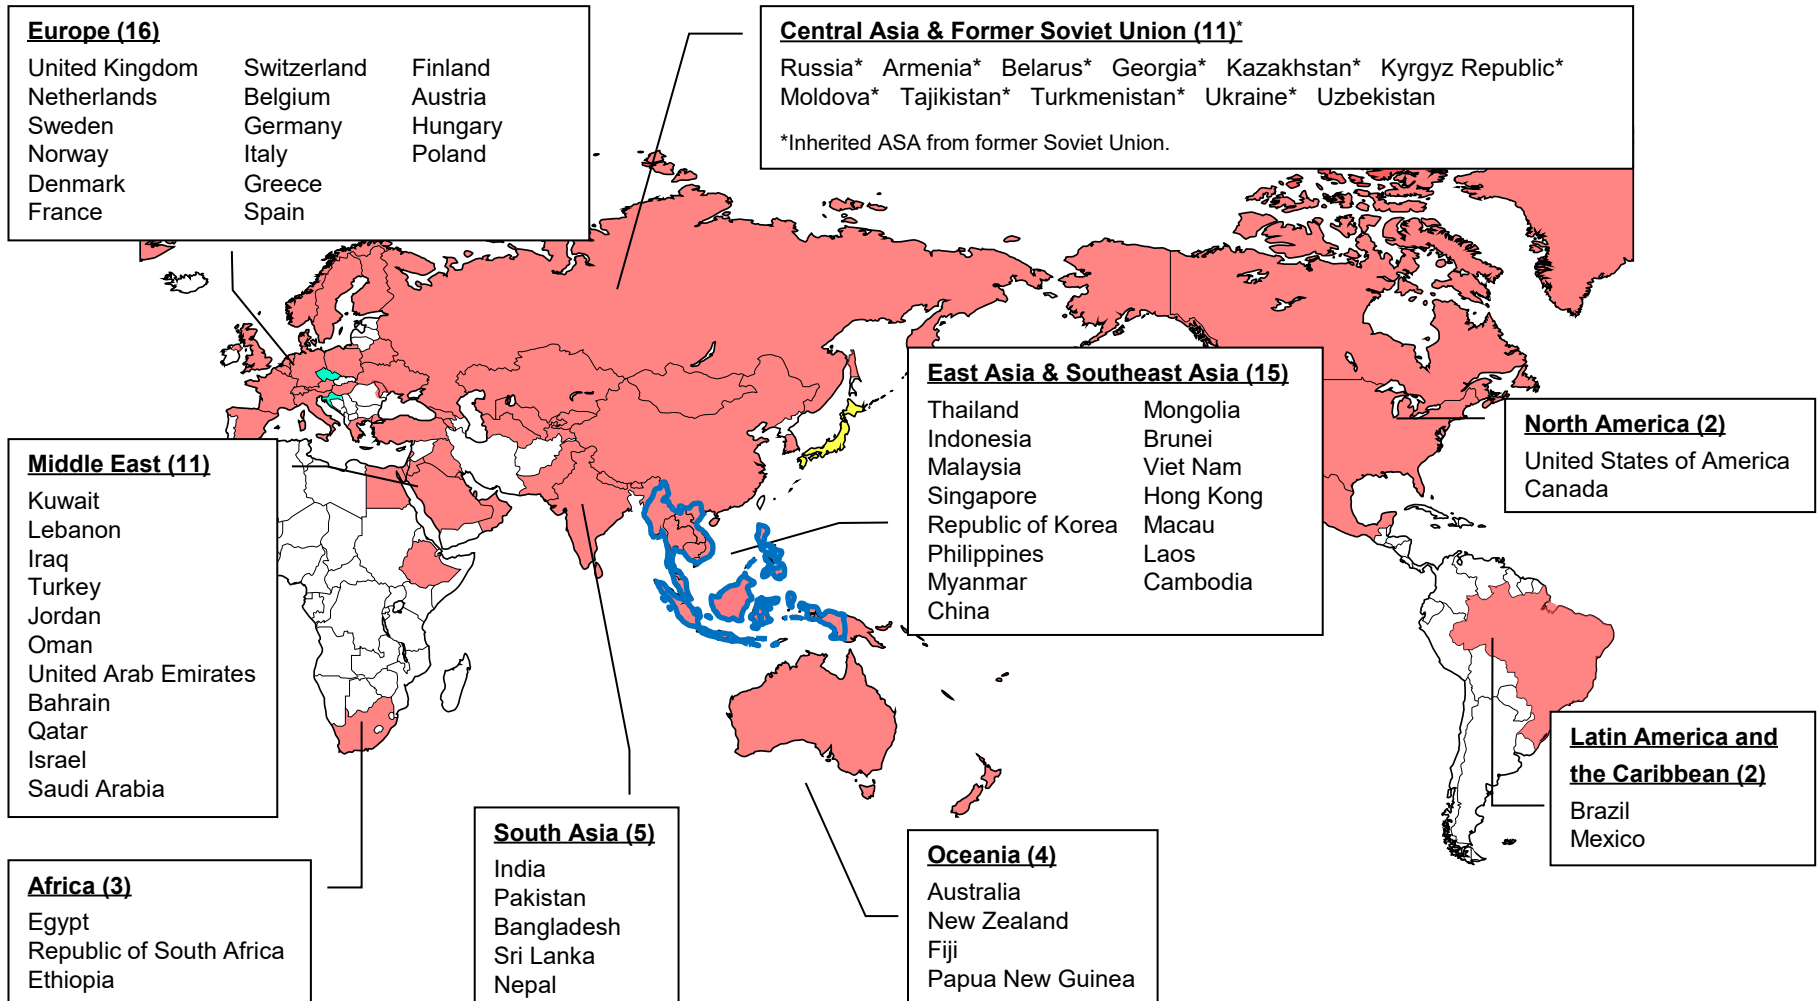 Europe (16)
United Kingdom Switzerland Finland
Netherlands Belgium Austria
Sweden Germany Hungary
Norway Italy Poland
Denmark Greece
France Spain
Central Asia & Former Soviet Union (11)*
Russia* Armenia* Belarus* Georgia* Kazakhstan* Kyrgyz Republic*
Moldova* Tajikistan* Turkmenistan* Ukraine* Uzbekistan
*Inherited ASA from former Soviet Union.
East Asia & Southeast Asia (15)
Thailand Mongolia
Indonesia Brunei
Malaysia Viet Nam
Singapore Hong Kong
Republic of Korea Macau
Philippines Laos
Myanmar Cambodia
China
North America (2)
United States of America
Canada
Middle East (11)
Kuwait
Lebanon
Iraq
Turkey
Jordan
Oman
United Arab Emirates
Bahrain
Qatar
Israel
Saudi Arabia
Latin America and
the Caribbean (2)
Brazil
Mexico
Africa (3)
Egypt
Republic of South Africa
Ethiopia
South Asia (5)
India
Pakistan
Bangladesh
Sri Lanka
Nepal
Oceania (4)
Australia
New Zealand
Fiji
Papua New Guinea